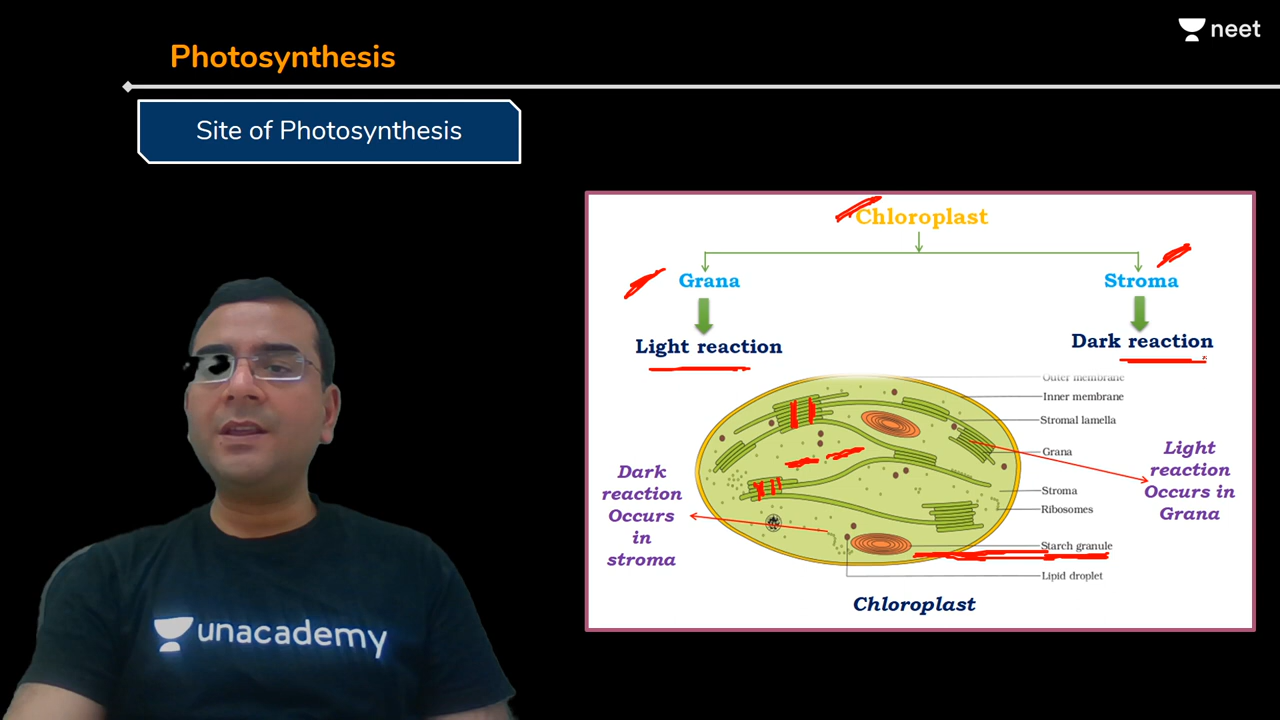 neet
Photosynthesis
Site of Photosynthesis
Chloroplast
Grana
Stroma
Light reaction
Dark reaction
Outer membrane
Inner membrane
Stromal lamella
Grana
Stroma
Ribosomes
Starch granule
Lipid droplet
Dark
reaction
Occurs
in
stroma
Light
reaction
Occurs in
Grana
Chloroplast
unacademy